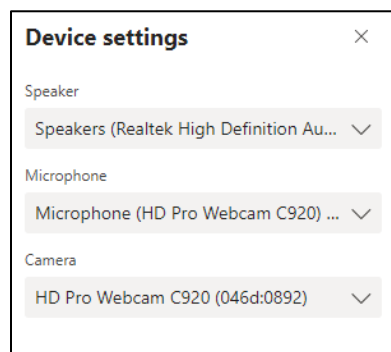 Device settings
Speaker
Speakers (Realtek High Definition Au...
Microphone
Microphone (HD Pro Webcam C920) ...
Camera
HD Pro Webcam C920 (046d:0892)